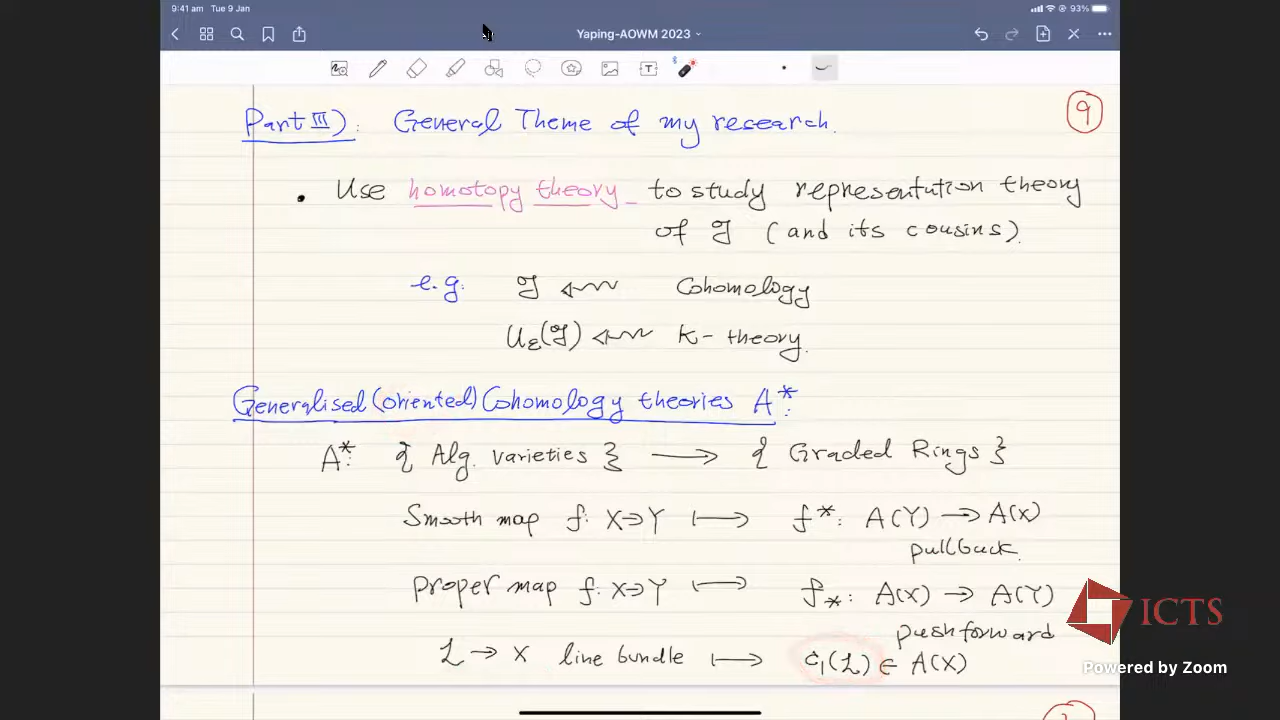 9:41 am Tue 9 Jan
93%
Yaping-AOWM 2023
9
Part III): General Theme of my research.
• Use homotopy theory to study representation theory
of 𝔤 (and its cousins).
e.g. 𝔤 ⇜ Cohomology
U_ε(𝔤) ⇜ K-theory.
Generalised (oriented) Cohomology theories A*:
A*: { Alg. varieties } ⟶ { Graded Rings }
Smooth map f: X→Y ⟼ f*: A(Y) → A(X)
pullback.
Proper map f: X→Y ⟼ f_*: A(X) → A(Y)
pushforward
ℒ → X line bundle ⟼ c₁(ℒ) ∈ A(X)
ICTS
Powered by Zoom